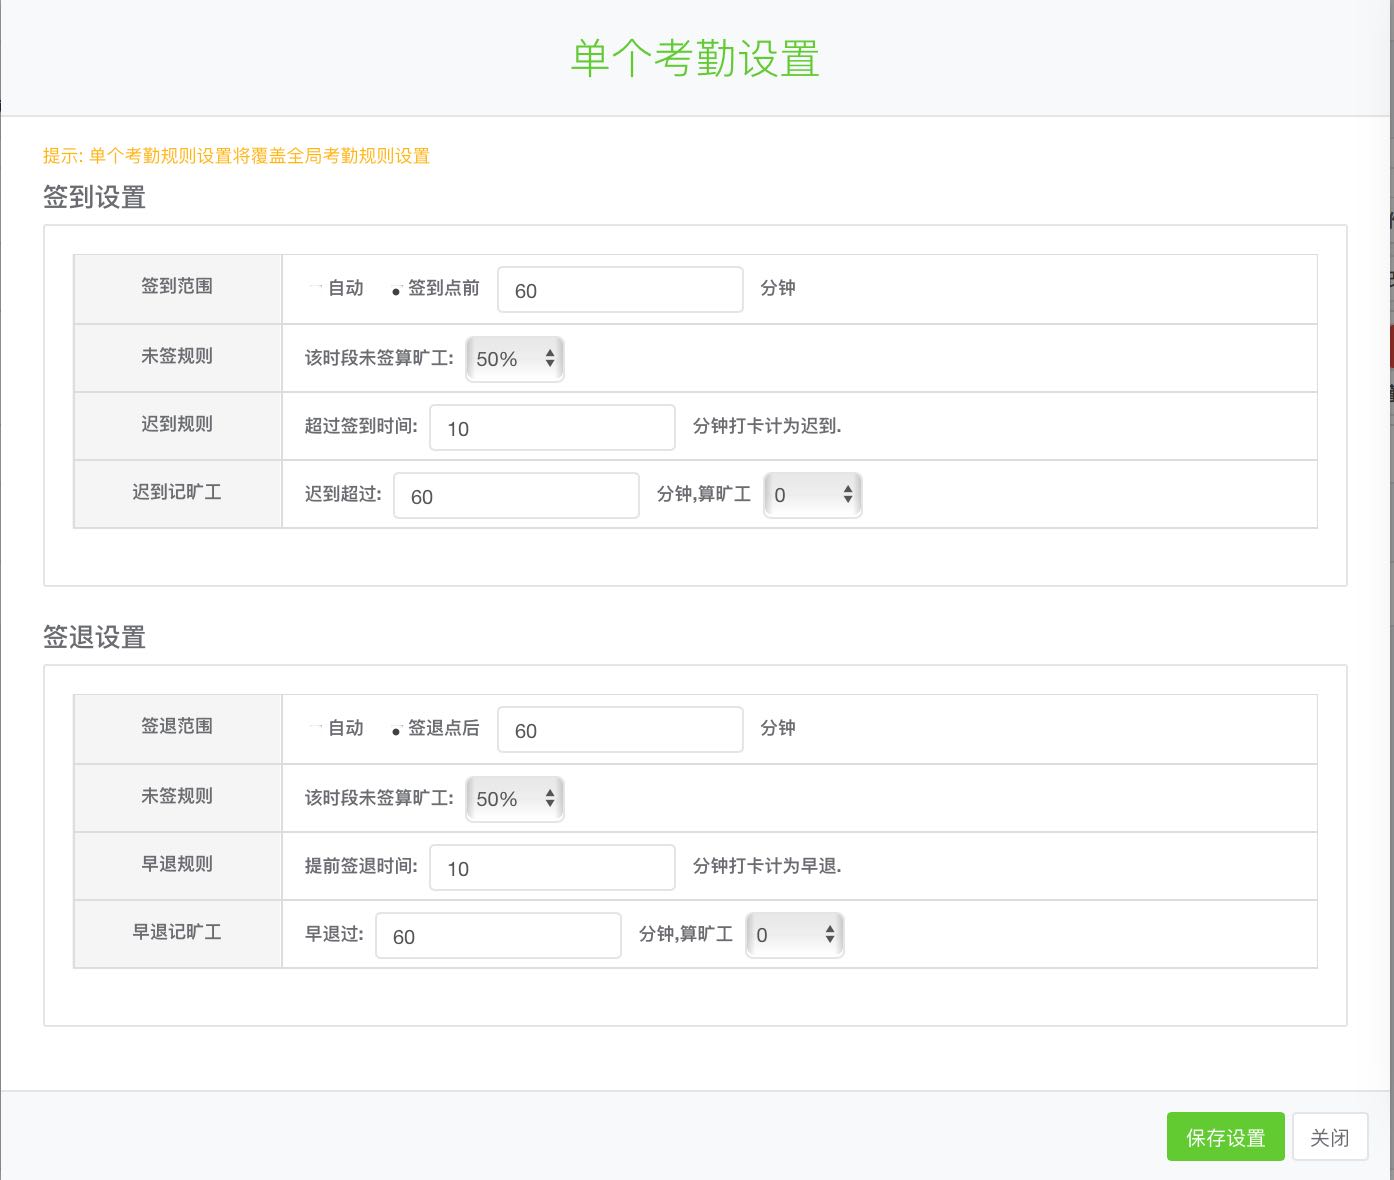 单个考勤设置
提示: 单个考勤规则设置将覆盖全局考勤规则设置
签到设置
签到范围 自动 签到点前 60 分钟
未签规则 该时段未签算旷工: 50%
迟到规则 超过签到时间: 10 分钟打卡计为迟到.
迟到记旷工 迟到超过: 60 分钟,算旷工 0
签退设置
签退范围 自动 签退点后 60 分钟
未签规则 该时段未签算旷工: 50%
早退规则 提前签退时间: 10 分钟打卡计为早退.
早退记旷工 早退过: 60 分钟,算旷工 0
保存设置 关闭